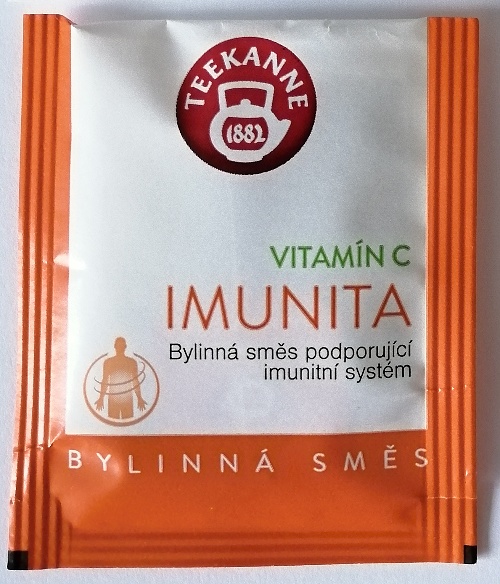 TEEKANNE
1882
VITAMÍN C
IMUNITA
Bylinná směs podporující
imunitní systém
BYLINNÁ SMĚS